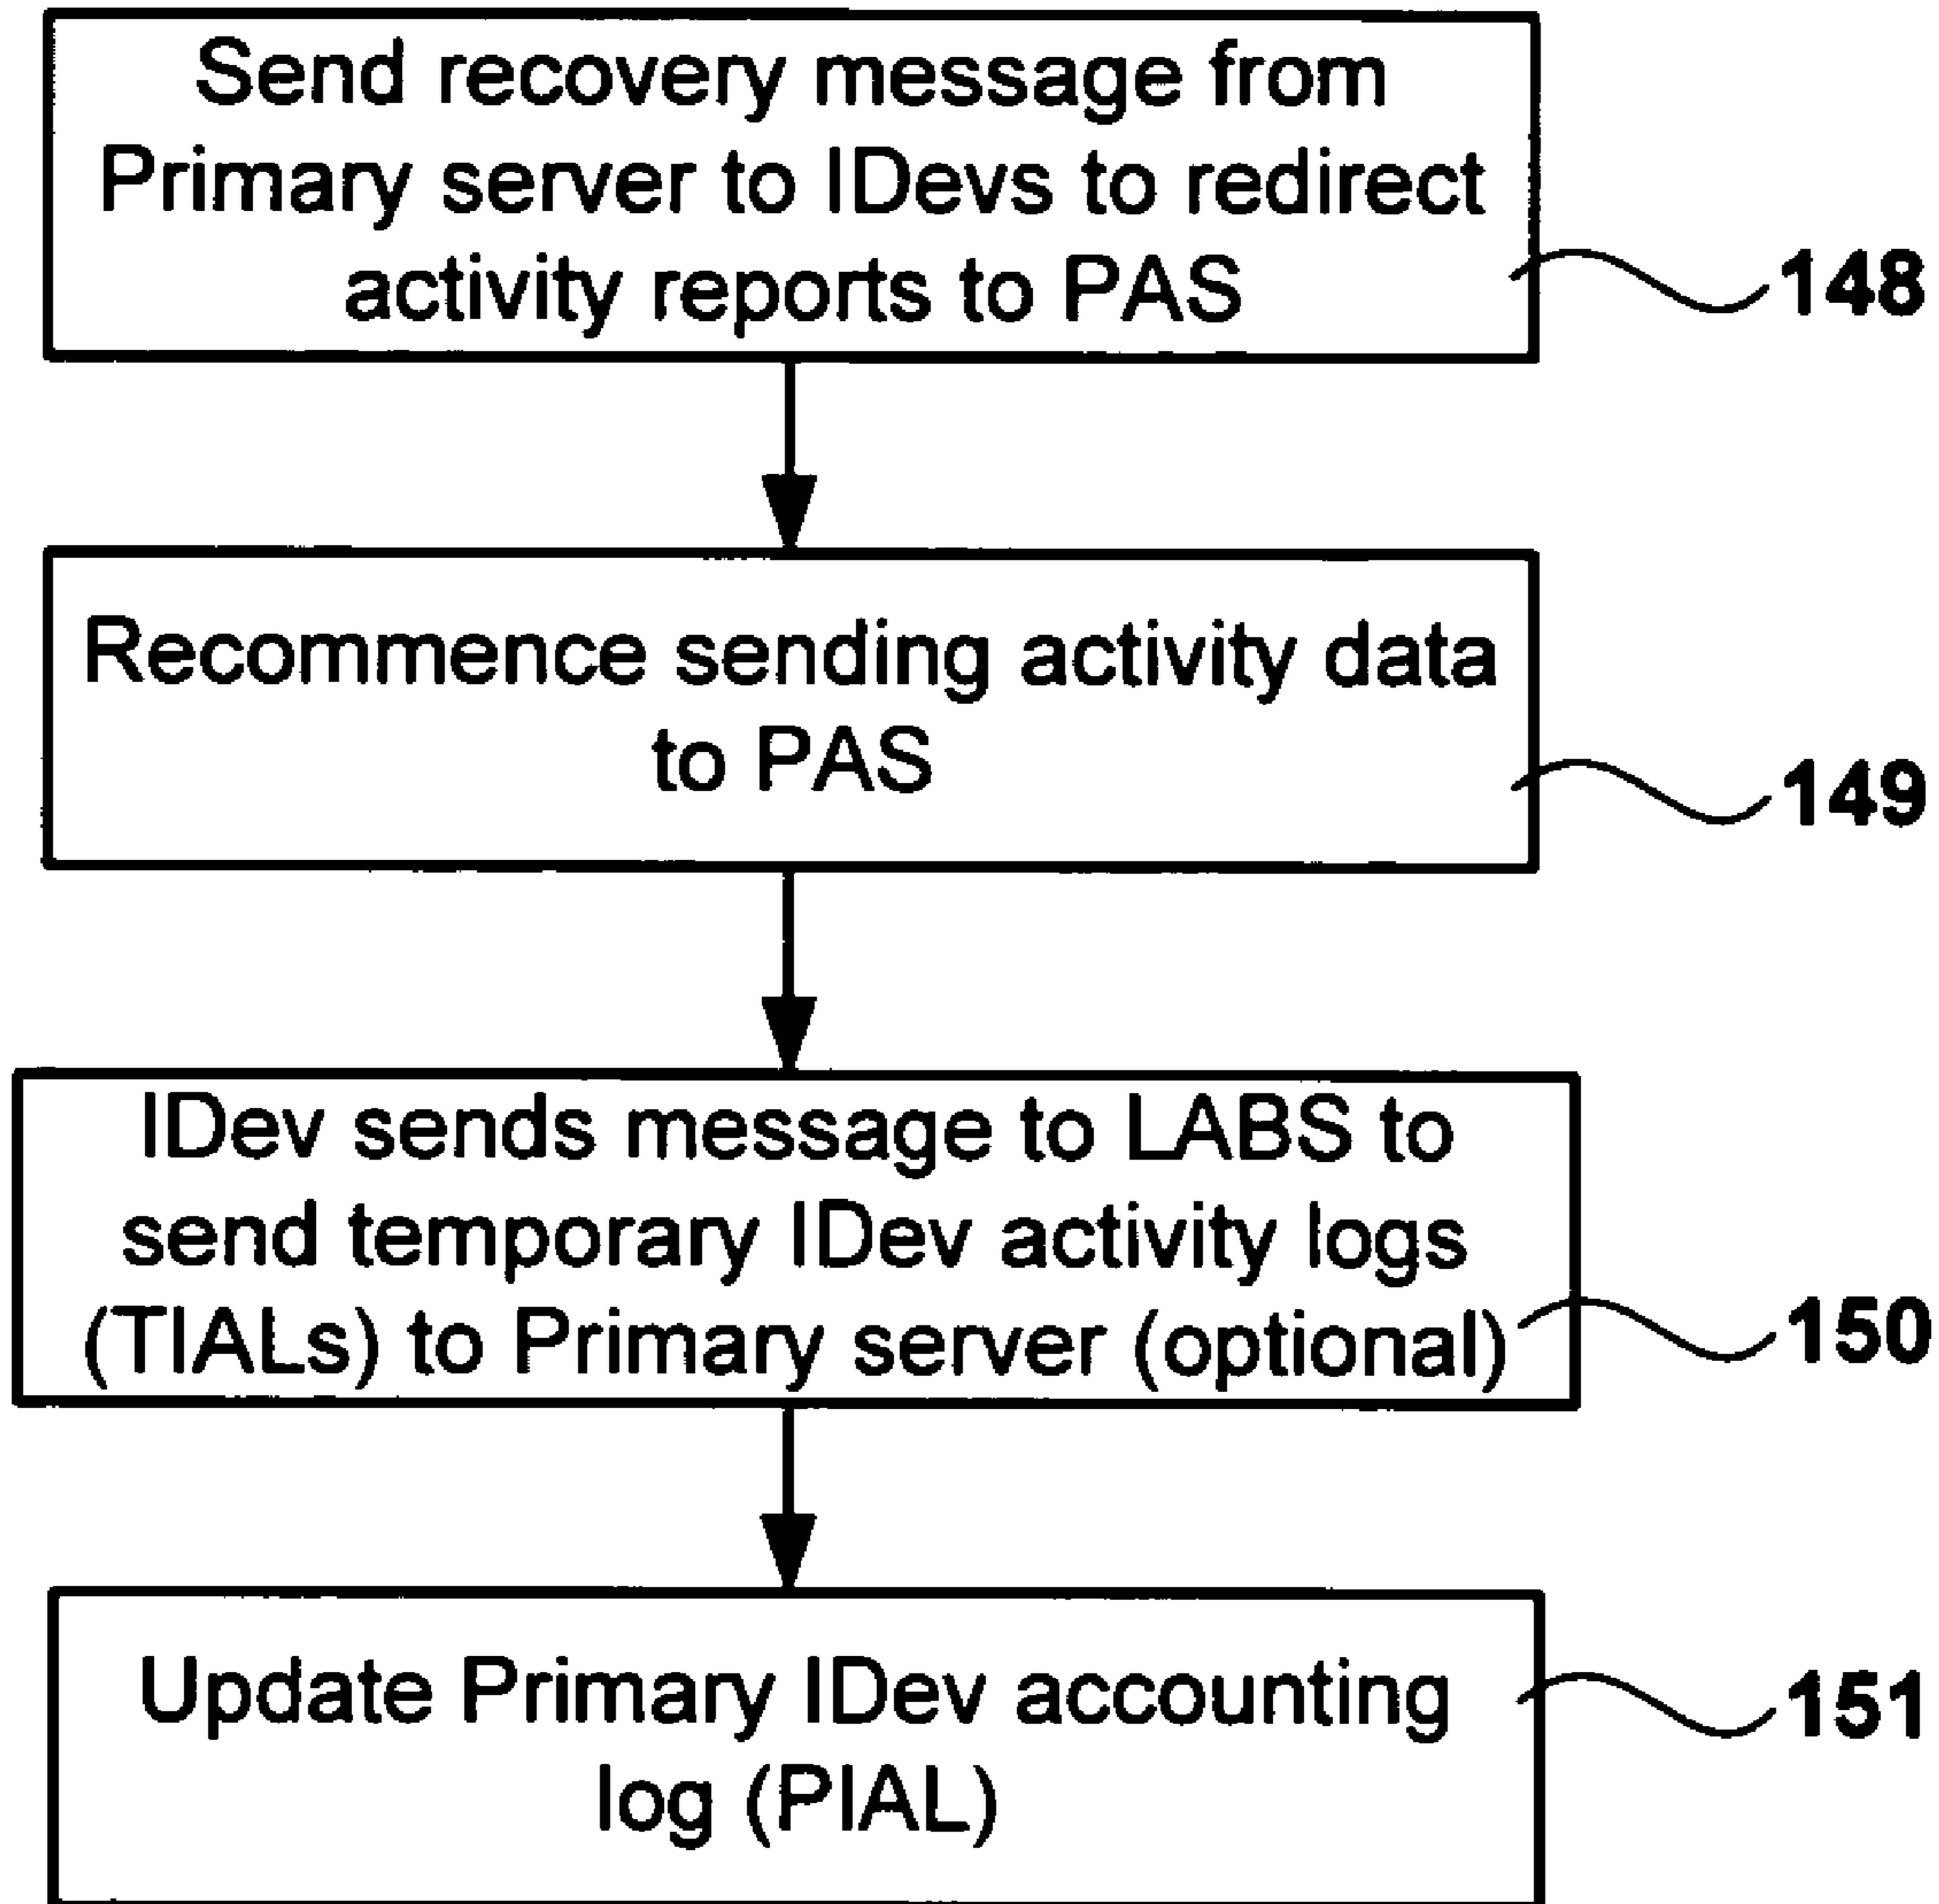 Send recovery message from
Primary server to IDevs to redirect
activity reports to PAS
148
Recommence sending activity data
to PAS
149
IDev sends message to LABS to
send temporary IDev activity logs
(TIALs) to Primary server (optional)
150
Update Primary IDev accounting
log (PIAL)
151